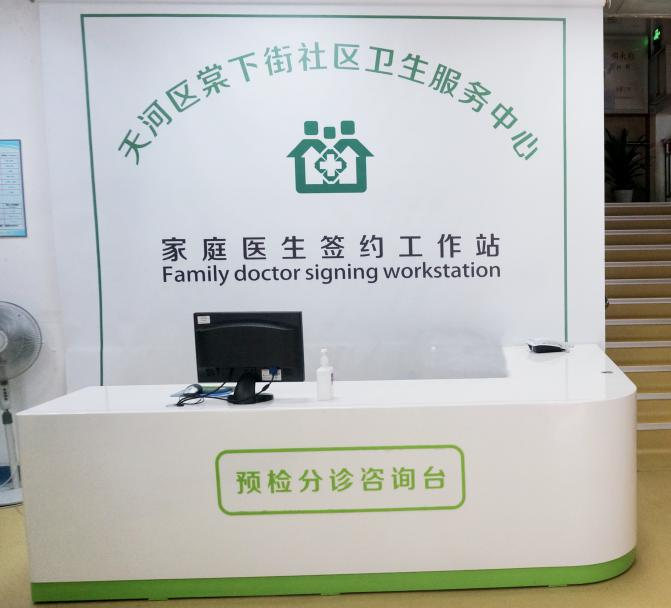 天河区棠下街社区卫生服务中心
家庭医生签约工作站
Family doctor signing workstation
预检分诊咨询台